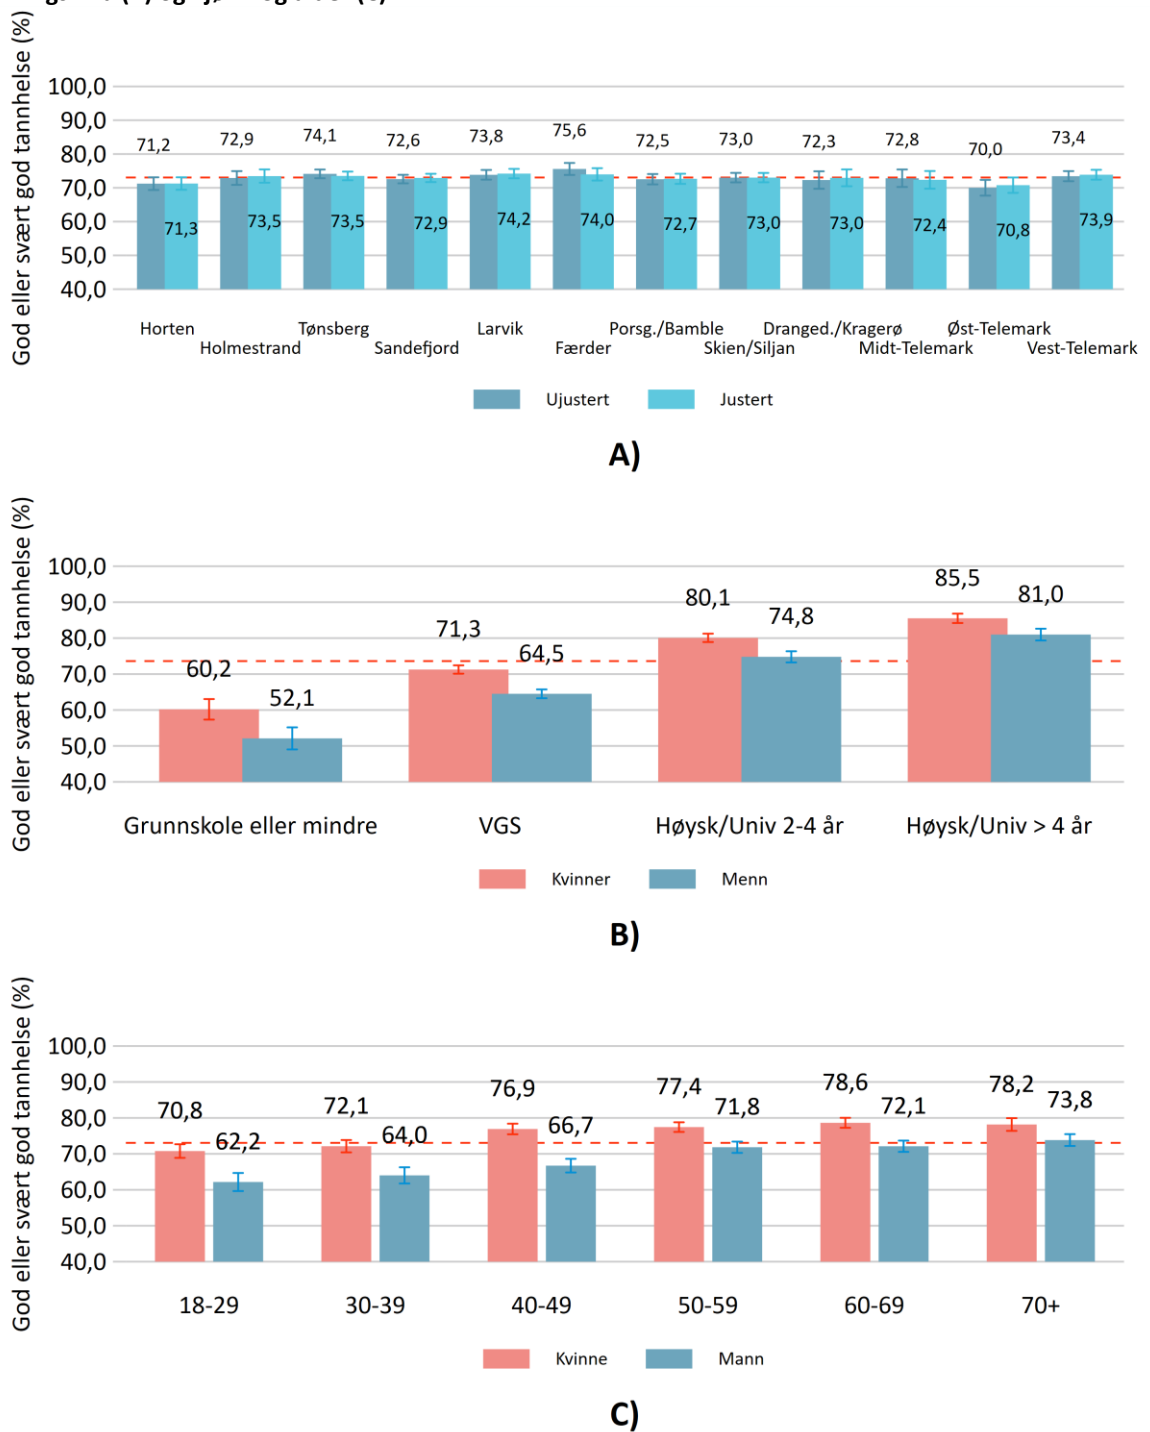 God eller svært god tannhelse (%)
100,0
90,0
80,0
70,0
60,0
50,0
40,0
71,2 72,9 74,1 72,6 73,8 75,6 72,5 73,0 72,3 72,8 70,0 73,4
71,3 73,5 73,5 72,9 74,2 74,0 72,7 73,0 73,0 72,4 70,8 73,9
Horten Tønsberg Larvik Porsg./Bamble Dranged./Kragerø Øst-Telemark
Holmestrand Sandefjord Færder Skien/Siljan Midt-Telemark Vest-Telemark
Ujustert Justert
A)
God eller svært god tannhelse (%)
100,0
90,0
80,0
70,0
60,0
50,0
40,0
60,2 52,1 71,3 64,5 80,1 74,8 85,5 81,0
Grunnskole eller mindre VGS Høysk/Univ 2-4 år Høysk/Univ > 4 år
Kvinner Menn
B)
God eller svært god tannhelse (%)
100,0
90,0
80,0
70,0
60,0
50,0
40,0
70,8 62,2 72,1 64,0 76,9 66,7 77,4 71,8 78,6 72,1 78,2 73,8
18-29 30-39 40-49 50-59 60-69 70+
Kvinne Mann
C)